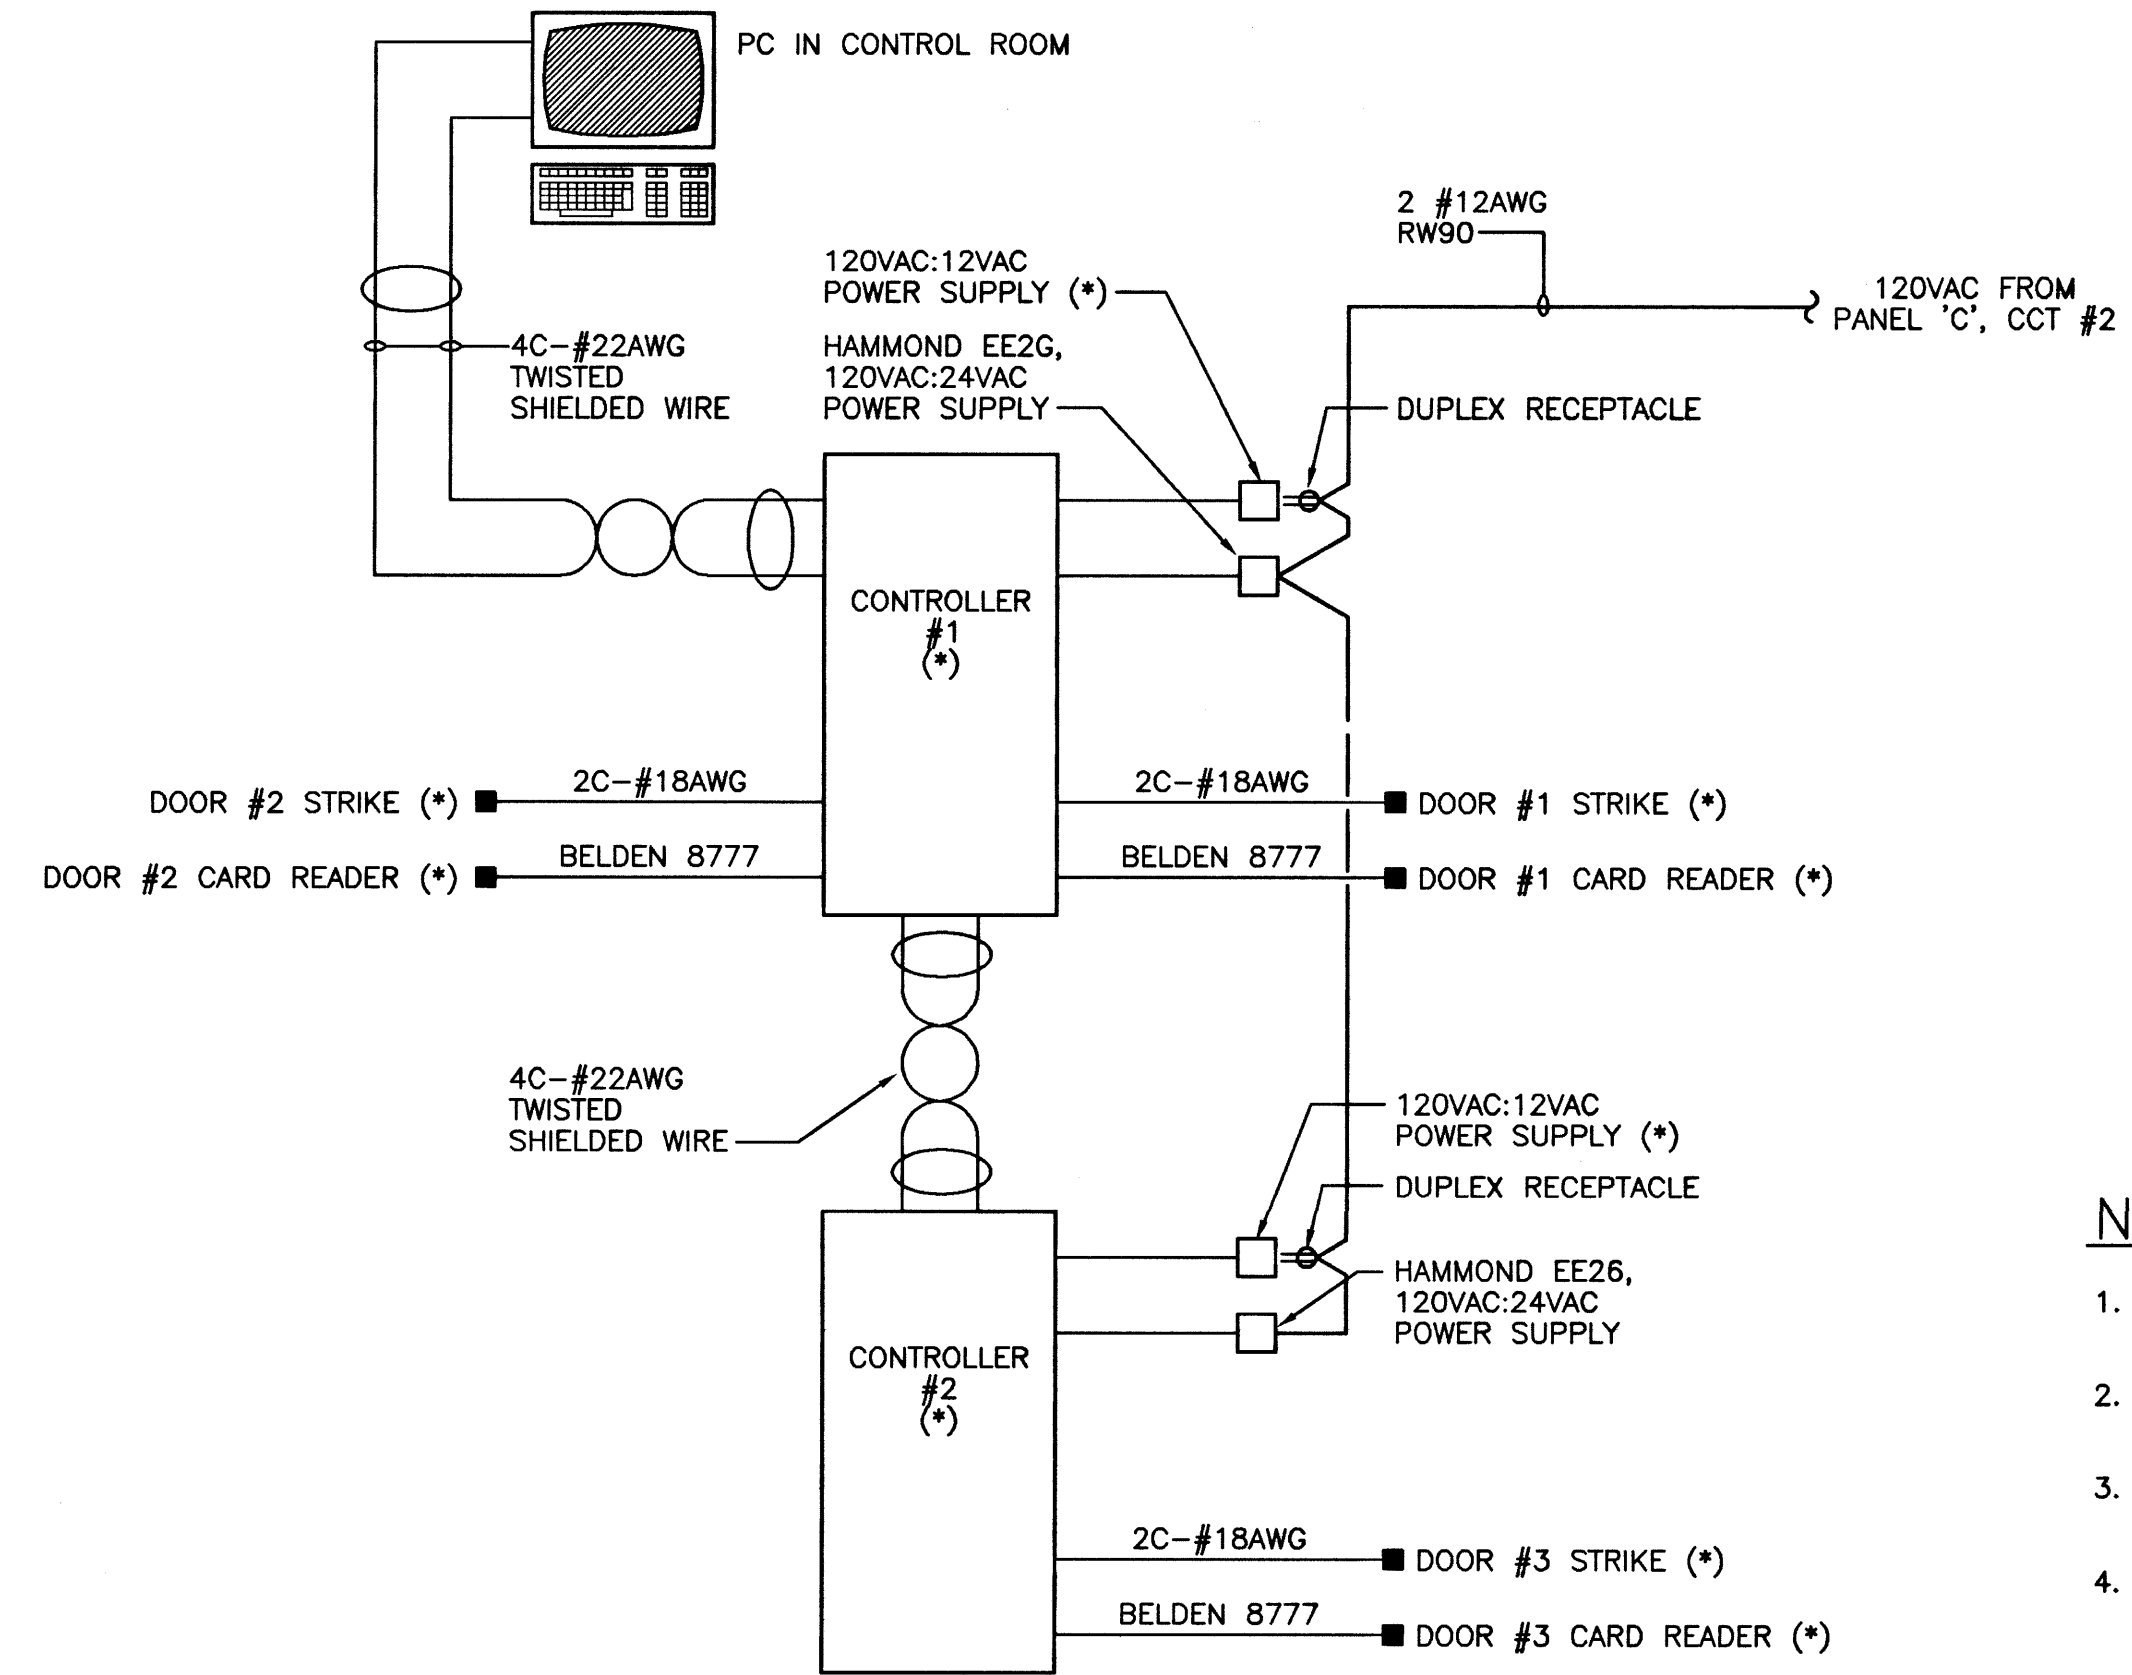 PC IN CONTROL ROOM
2 #12AWG
RW90
120VAC:12VAC
POWER SUPPLY (*)
120VAC FROM
PANEL 'C', CCT #2
4C-#22AWG
TWISTED
SHIELDED WIRE
HAMMOND EE2G,
120VAC:24VAC
POWER SUPPLY
DUPLEX RECEPTACLE
CONTROLLER
#1
(*)
DOOR #2 STRIKE (*)
2C-#18AWG
2C-#18AWG
DOOR #1 STRIKE (*)
DOOR #2 CARD READER (*)
BELDEN 8777
BELDEN 8777
DOOR #1 CARD READER (*)
4C-#22AWG
TWISTED
SHIELDED WIRE
120VAC:12VAC
POWER SUPPLY (*)
DUPLEX RECEPTACLE
HAMMOND EE26,
120VAC:24VAC
POWER SUPPLY
CONTROLLER
#2
(*)
2C-#18AWG
DOOR #3 STRIKE (*)
BELDEN 8777
DOOR #3 CARD READER (*)
N
1.
2.
3.
4.